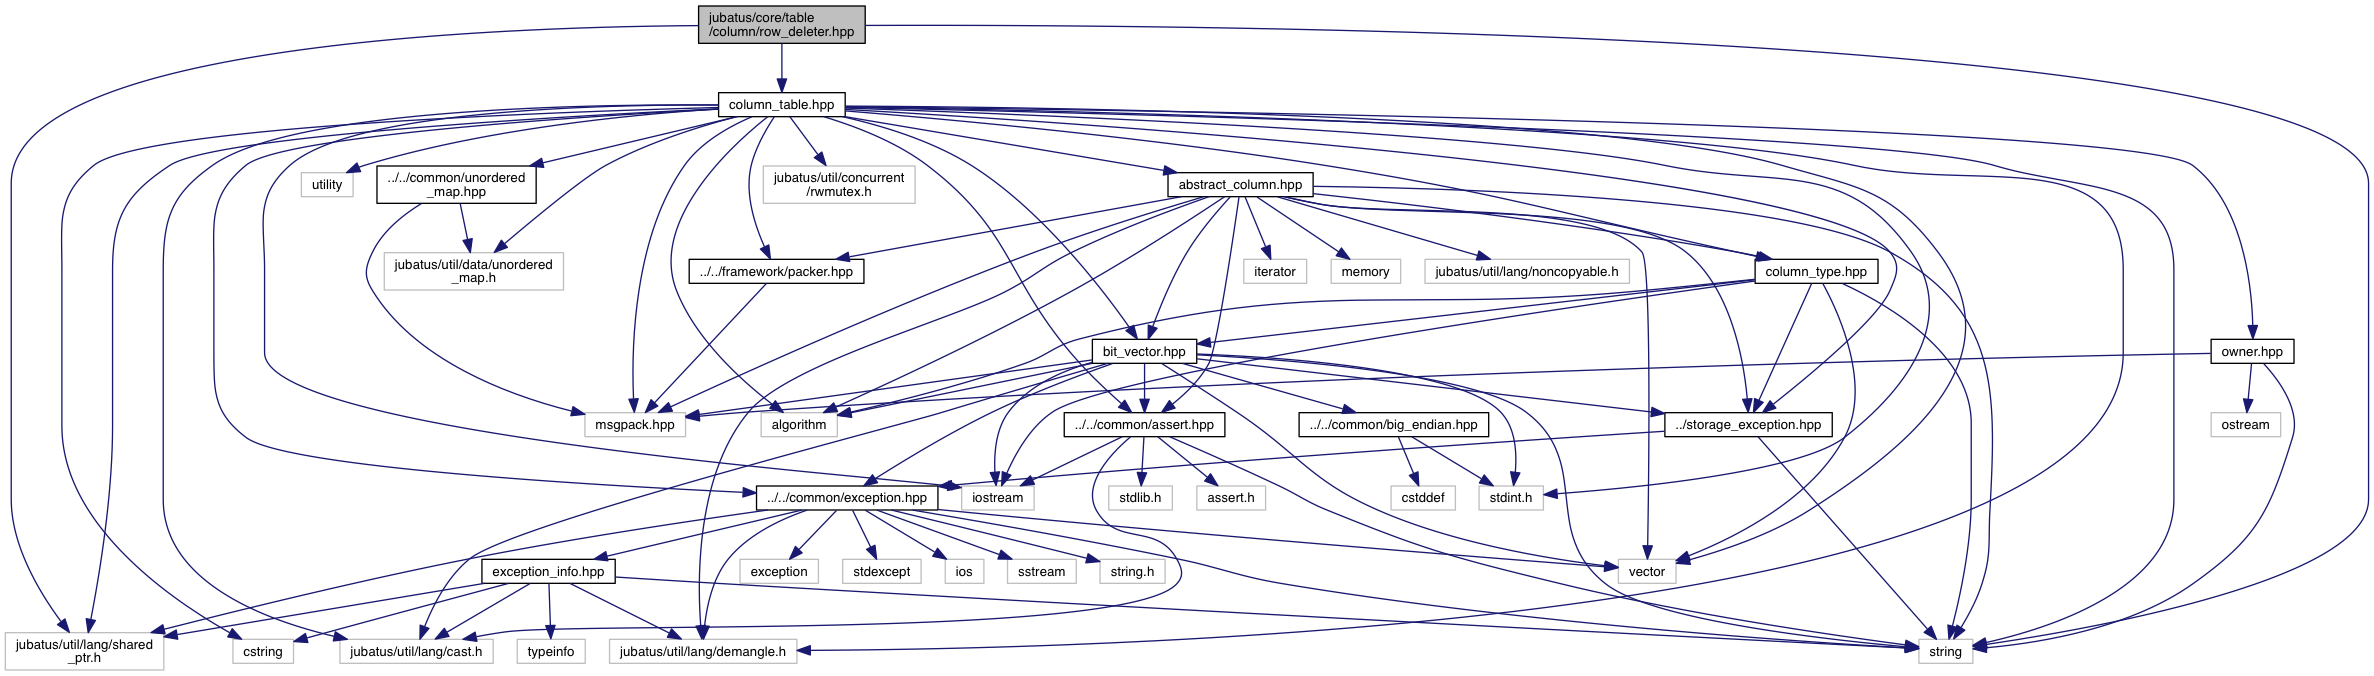 jubatus/core/table
/column/row_deleter.hpp
column_table.hpp
utility
../../common/unordered
_map.hpp
jubatus/util/concurrent
/rwmutex.h
abstract_column.hpp
jubatus/util/data/unordered
_map.h
../../framework/packer.hpp
iterator
memory
jubatus/util/lang/noncopyable.h
column_type.hpp
bit_vector.hpp
owner.hpp
msgpack.hpp
algorithm
../../common/assert.hpp
../../common/big_endian.hpp
../storage_exception.hpp
ostream
../../common/exception.hpp
iostream
stdlib.h
assert.h
cstddef
stdint.h
exception_info.hpp
exception
stdexcept
ios
sstream
string.h
vector
jubatus/util/lang/shared
_ptr.h
cstring
jubatus/util/lang/cast.h
typeinfo
jubatus/util/lang/demangle.h
string